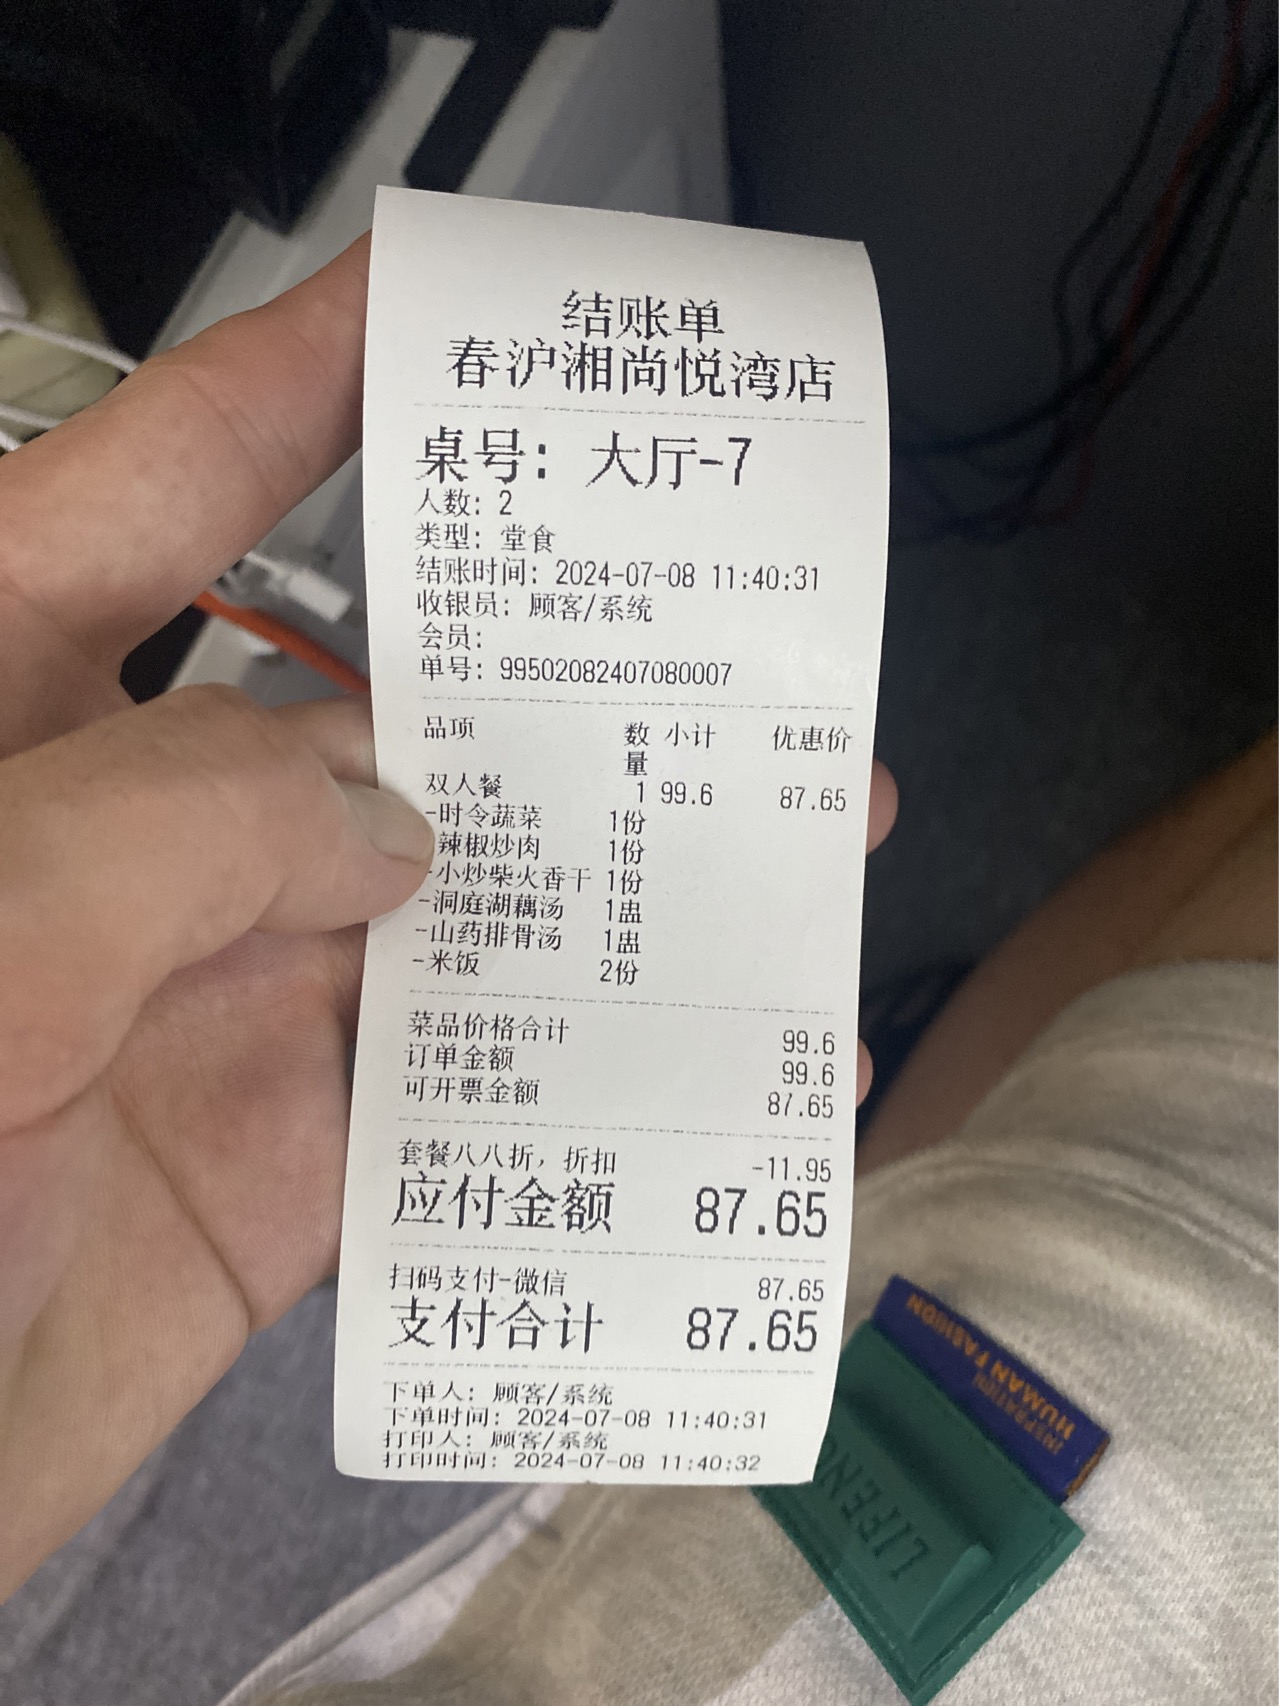 结账单
春沪湘尚悦湾店
桌号: 大厅-7
人数: 2
类型: 堂食
结账时间: 2024-07-08 11:40:31
收银员: 顾客/系统
会员:
单号: 99502082407080007
品项 数量 小计 优惠价
双人餐 1 99.6 87.65
-时令蔬菜 1份
辣椒炒肉 1份
-小炒柴火香干 1份
-洞庭湖藕汤 1盅
-山药排骨汤 1盅
-米饭 2份
菜品价格合计 99.6
订单金额 99.6
可开票金额 87.65
套餐八八折, 折扣 -11.95
应付金额 87.65
扫码支付-微信 87.65
支付合计 87.65
下单人: 顾客/系统
下单时间: 2024-07-08 11:40:31
打印人: 顾客/系统
打印时间: 2024-07-08 11:40:32
INSPIRATION
HUMAN FASHION
LIFENG